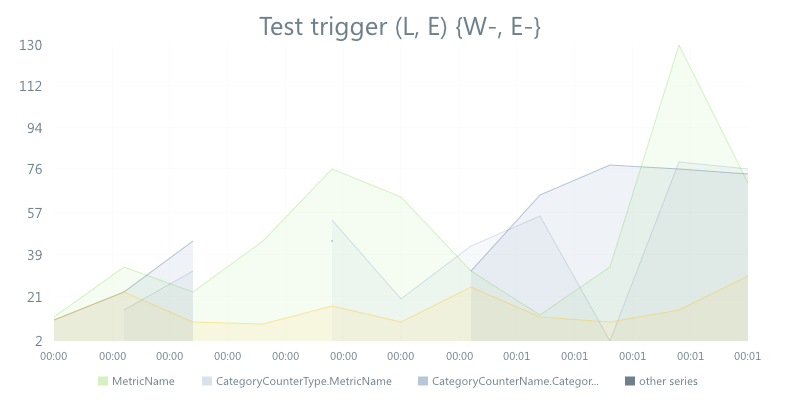 Test trigger (L, E) {W-, E-}
130
112
94
76
57
39
21
2
00:00 00:00 00:00 00:00 00:00 00:00 00:00 00:00 00:01 00:01 00:01 00:01 00:01
MetricName CategoryCounterType.MetricName CategoryCounterName.Categor... other series